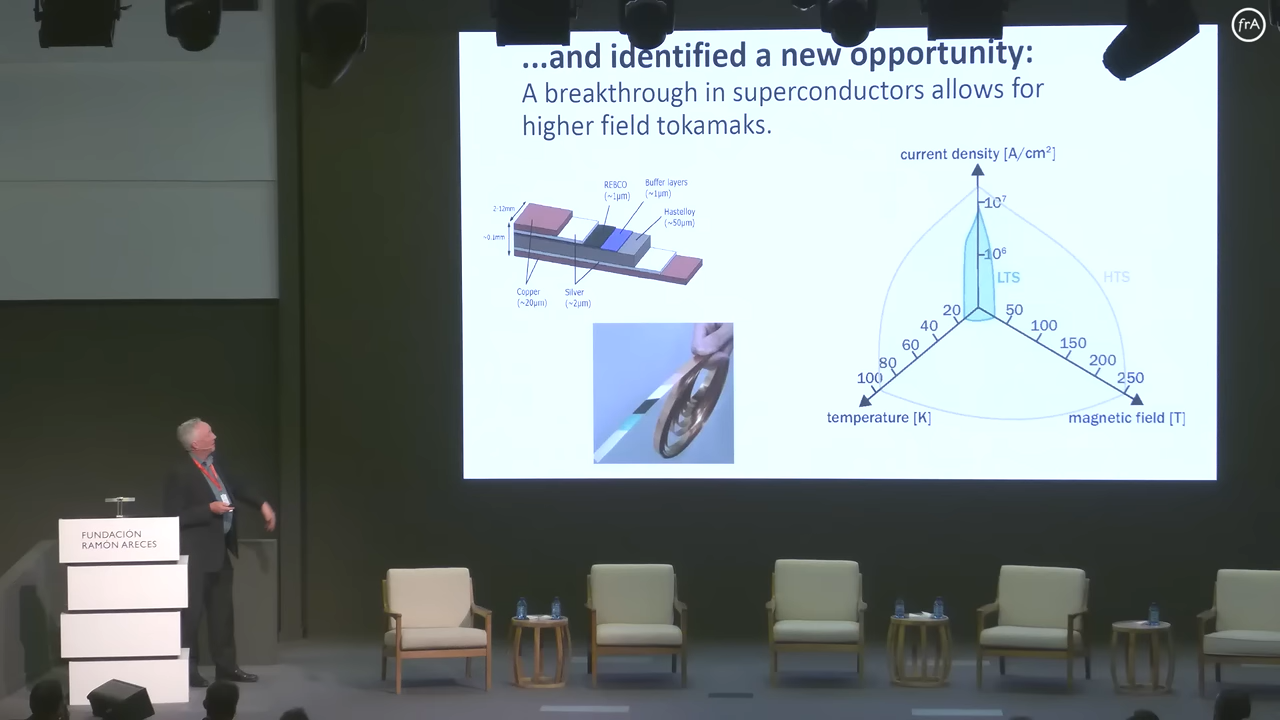 frA
...and identified a new opportunity:
A breakthrough in superconductors allows for
higher field tokamaks.
REBCO
(~1μm)
Buffer layers
(~1μm)
Hastelloy
(~50μm)
2-12mm
~0.1mm
Copper
(~20μm)
Silver
(~2μm)
current density [A/cm²]
10⁷
10⁶
LTS
HTS
20
40
60
80
100
50
100
150
200
250
temperature [K]
magnetic field [T]
FUNDACIÓN
RAMÓN ARECES